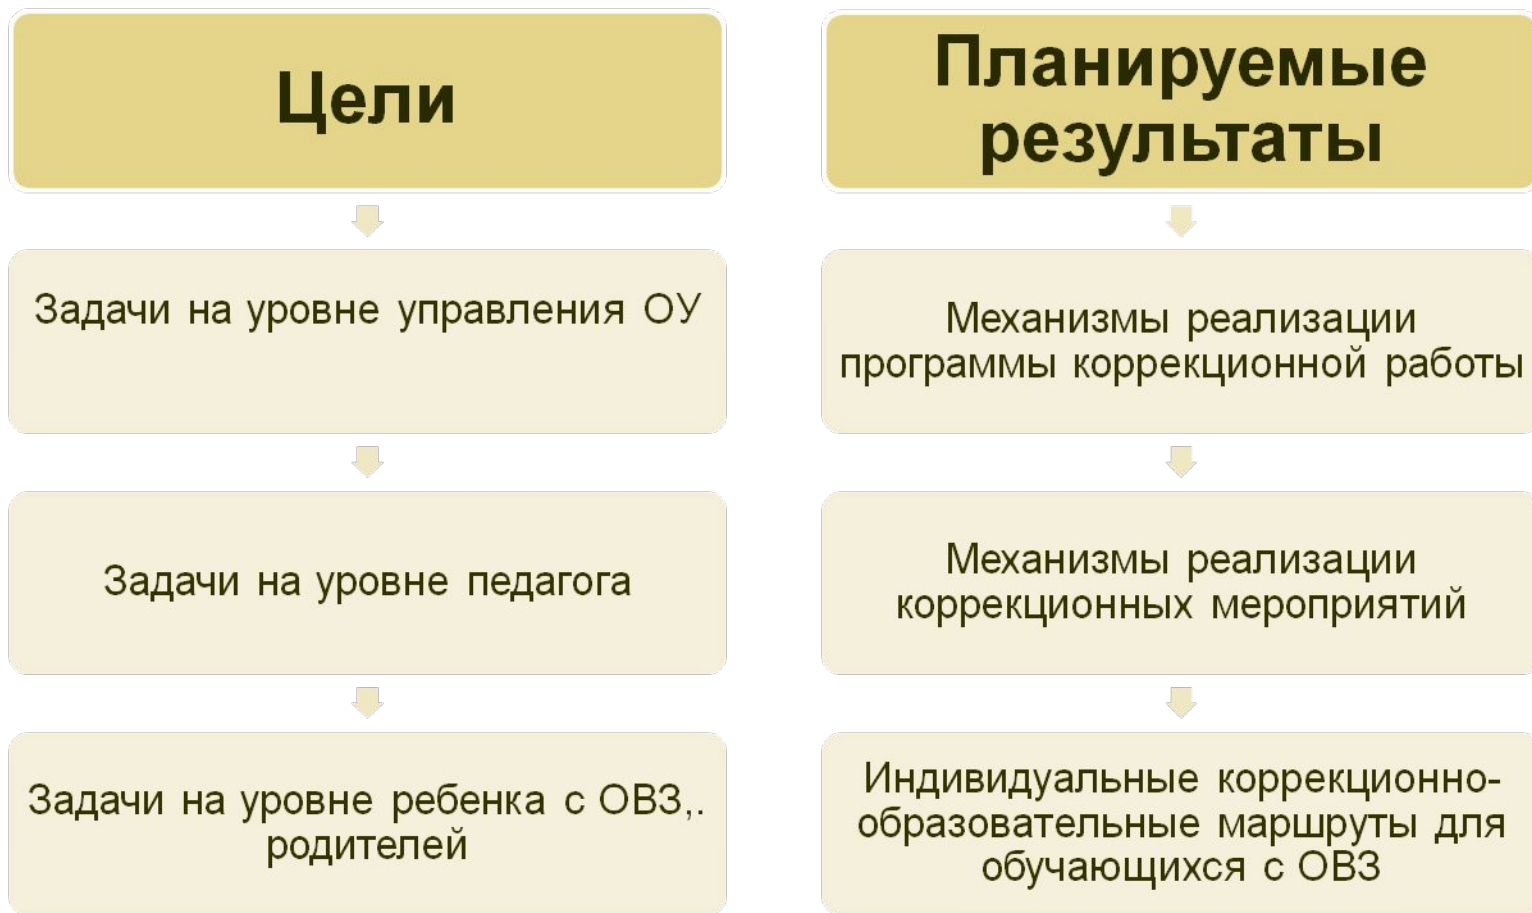 Цели
Задачи на уровне управления ОУ
Задачи на уровне педагога
Задачи на уровне ребенка с ОВЗ,.
родителей
Планируемые
результаты
Механизмы реализации
программы коррекционной работы
Механизмы реализации
коррекционных мероприятий
Индивидуальные коррекционно-
образовательные маршруты для
обучающихся с ОВЗ